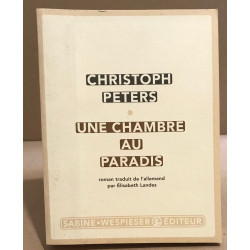 CHRISTOPH
PETERS
UNE CHAMBRE
AU
PARADIS
roman traduit de l'allemand
par Élisabeth Landes
SABINE WESPIESER ÉDITEUR